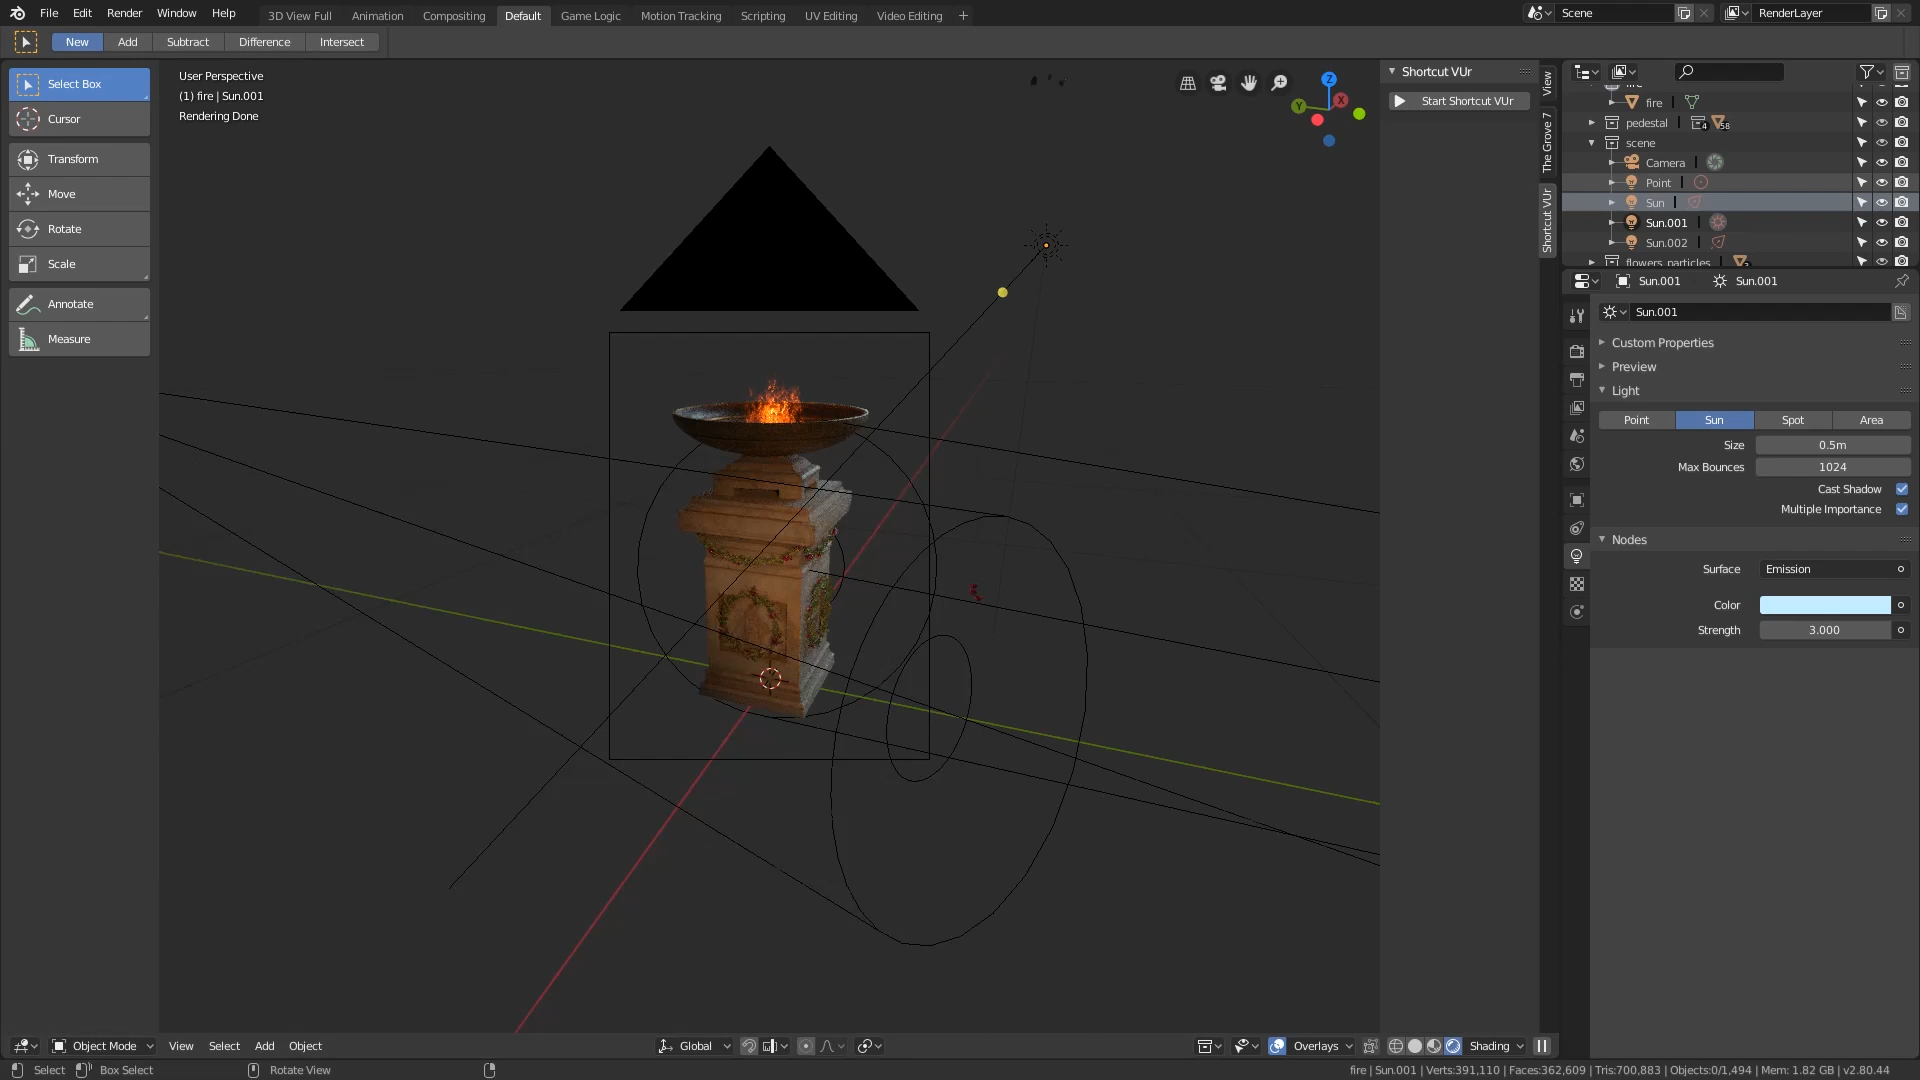 File Edit Render Window Help
3D View Full Animation Compositing Default Game Logic Motion Tracking Scripting UV Editing Video Editing +
Scene
RenderLayer
New Add Subtract Difference Intersect
Select Box
Cursor
Transform
Move
Rotate
Scale
Annotate
Measure
User Perspective
(1) fire | Sun.001
Rendering Done
Z
Y
X
Shortcut VUr
Start Shortcut VUr
View
The Grove 7
Shortcut VUr
fire
pedestal 4 58
scene
Camera
Point
Sun
Sun.001
Sun.002
flowers_particles
Sun.001 Sun.001
Sun.001
Custom Properties
Preview
Light
Point Sun Spot Area
Size 0.5m
Max Bounces 1024
Cast Shadow
Multiple Importance
Nodes
Surface Emission
Color
Strength 3.000
Object Mode View Select Add Object
Global
Overlays
Shading
Select Box Select Rotate View
fire | Sun.001 | Verts:391,110 | Faces:362,609 | Tris:700,883 | Objects:0/1,494 | Mem: 1.82 GB | v2.80.44